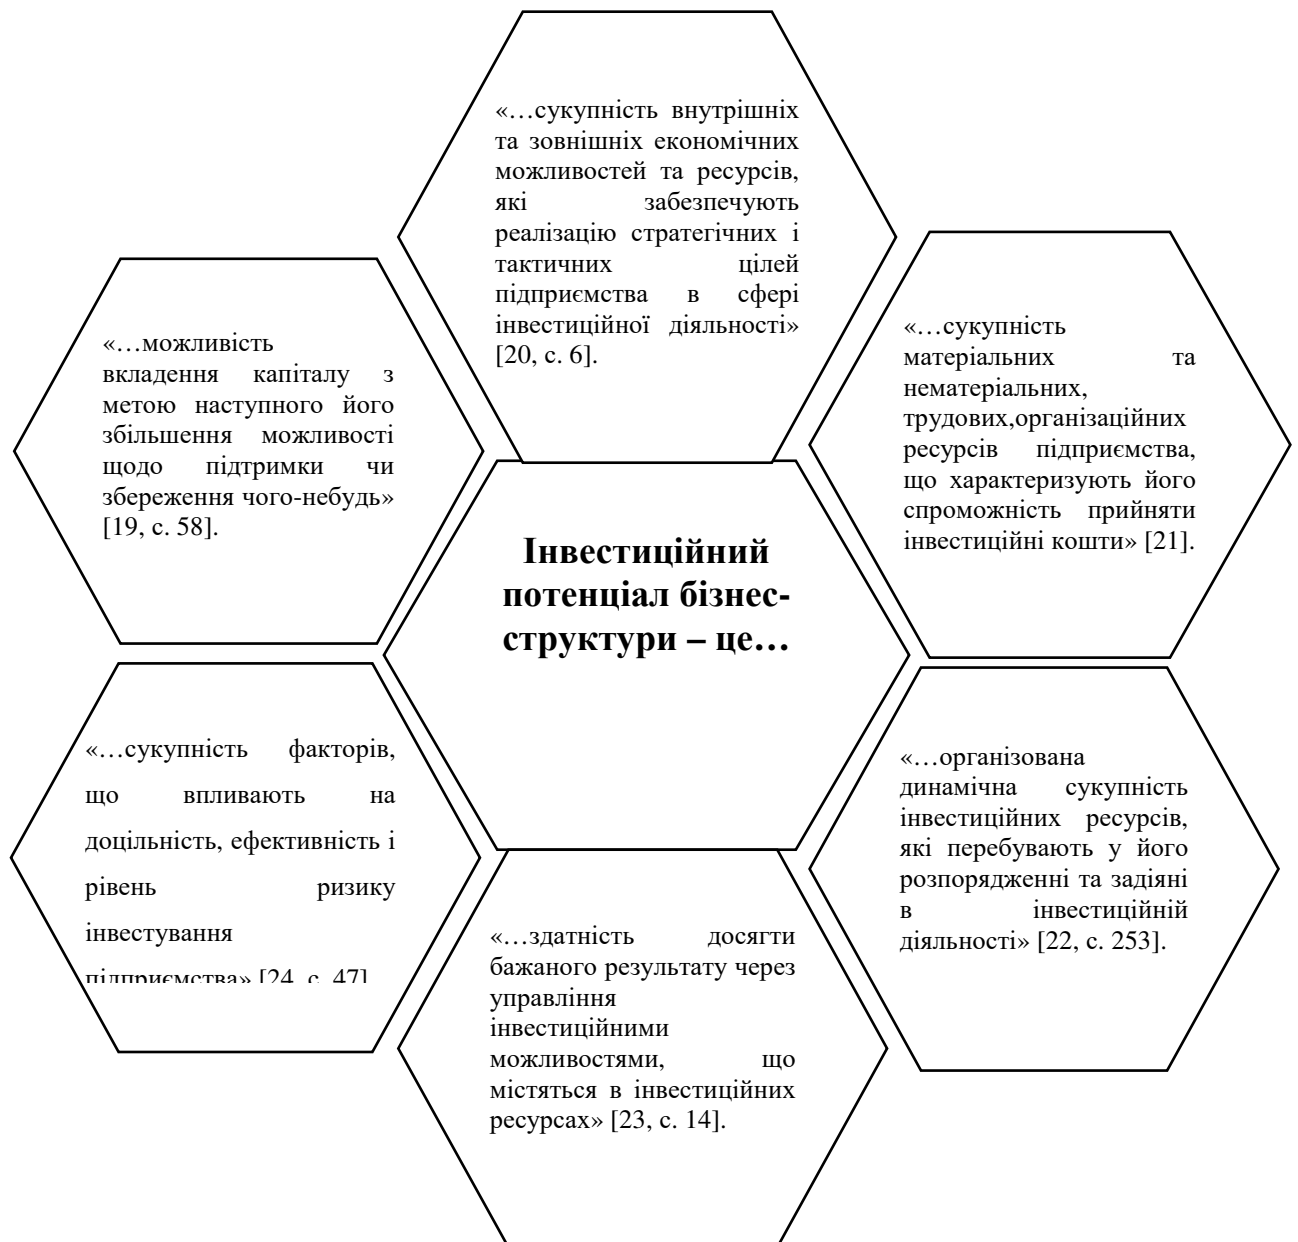 «…сукупність внутрішніх
та зовнішніх економічних
можливостей та ресурсів,
які забезпечують
реалізацію стратегічних і
тактичних цілей
підприємства в сфері
інвестиційної діяльності»
[20, с. 6].
«…можливість
вкладення капіталу з
метою наступного його
збільшення можливості
щодо підтримки чи
збереження чого-небудь»
[19, с. 58].
«…сукупність
матеріальних та
нематеріальних,
трудових,організаційних
ресурсів підприємства,
що характеризують його
спроможність прийняти
інвестиційні кошти» [21].
Інвестиційний
потенціал бізнес-
структури – це…
«…сукупність факторів,
що впливають на
доцільність, ефективність і
рівень ризику
інвестування
підприємства» [24, с. 47]
«…організована
динамічна сукупність
інвестиційних ресурсів,
які перебувають у його
розпорядженні та задіяні
в інвестиційній
діяльності» [22, с. 253].
«…здатність досягти
бажаного результату через
управління
інвестиційними
можливостями, що
містяться в інвестиційних
ресурсах» [23, с. 14].